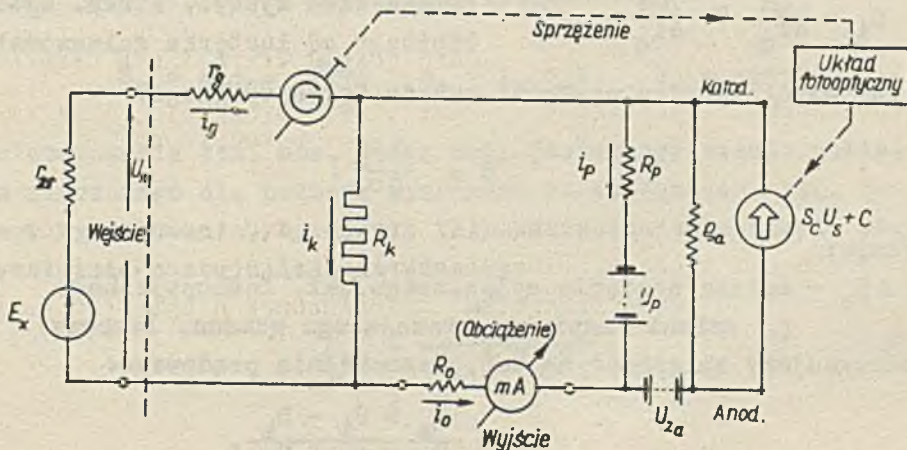 Sprzężenie
Układ
fotooptyczny
r_g
G
i_g
Katod.
r_zr
U_x
Wejście
i_k
R_k
i_p
R_p
ρ_a
S_c U_s + C
E_x
U_p
(Obciążenie)
R_o
mA
i_o
U_za
Anod.
Wyjście